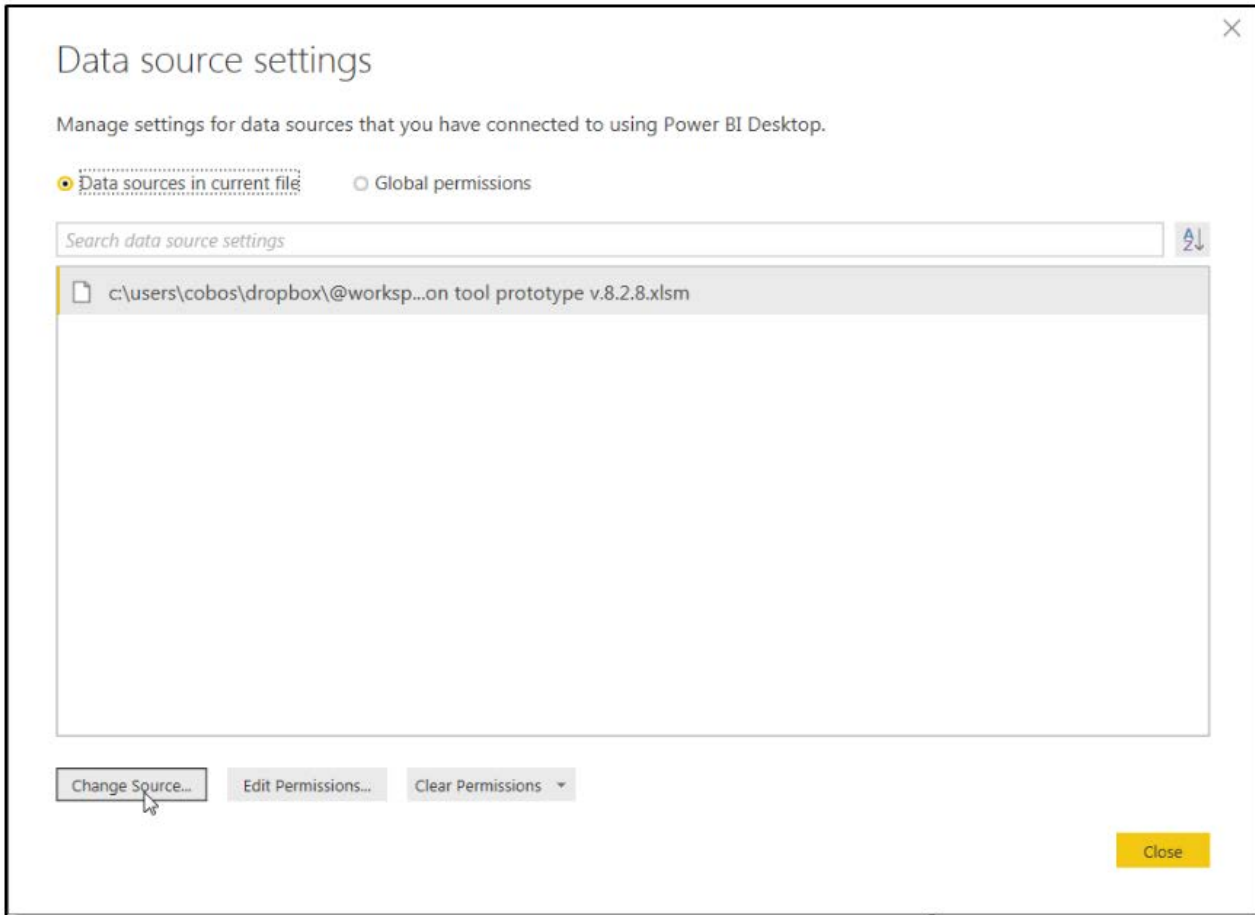 Data source settings
Manage settings for data sources that you have connected to using Power BI Desktop.
Data sources in current file
Global permissions
Search data source settings
A
Z
c:\users\cobos\dropbox\@worksp...on tool prototype v.8.2.8.xlsm
Change Source...
Edit Permissions...
Clear Permissions
Close